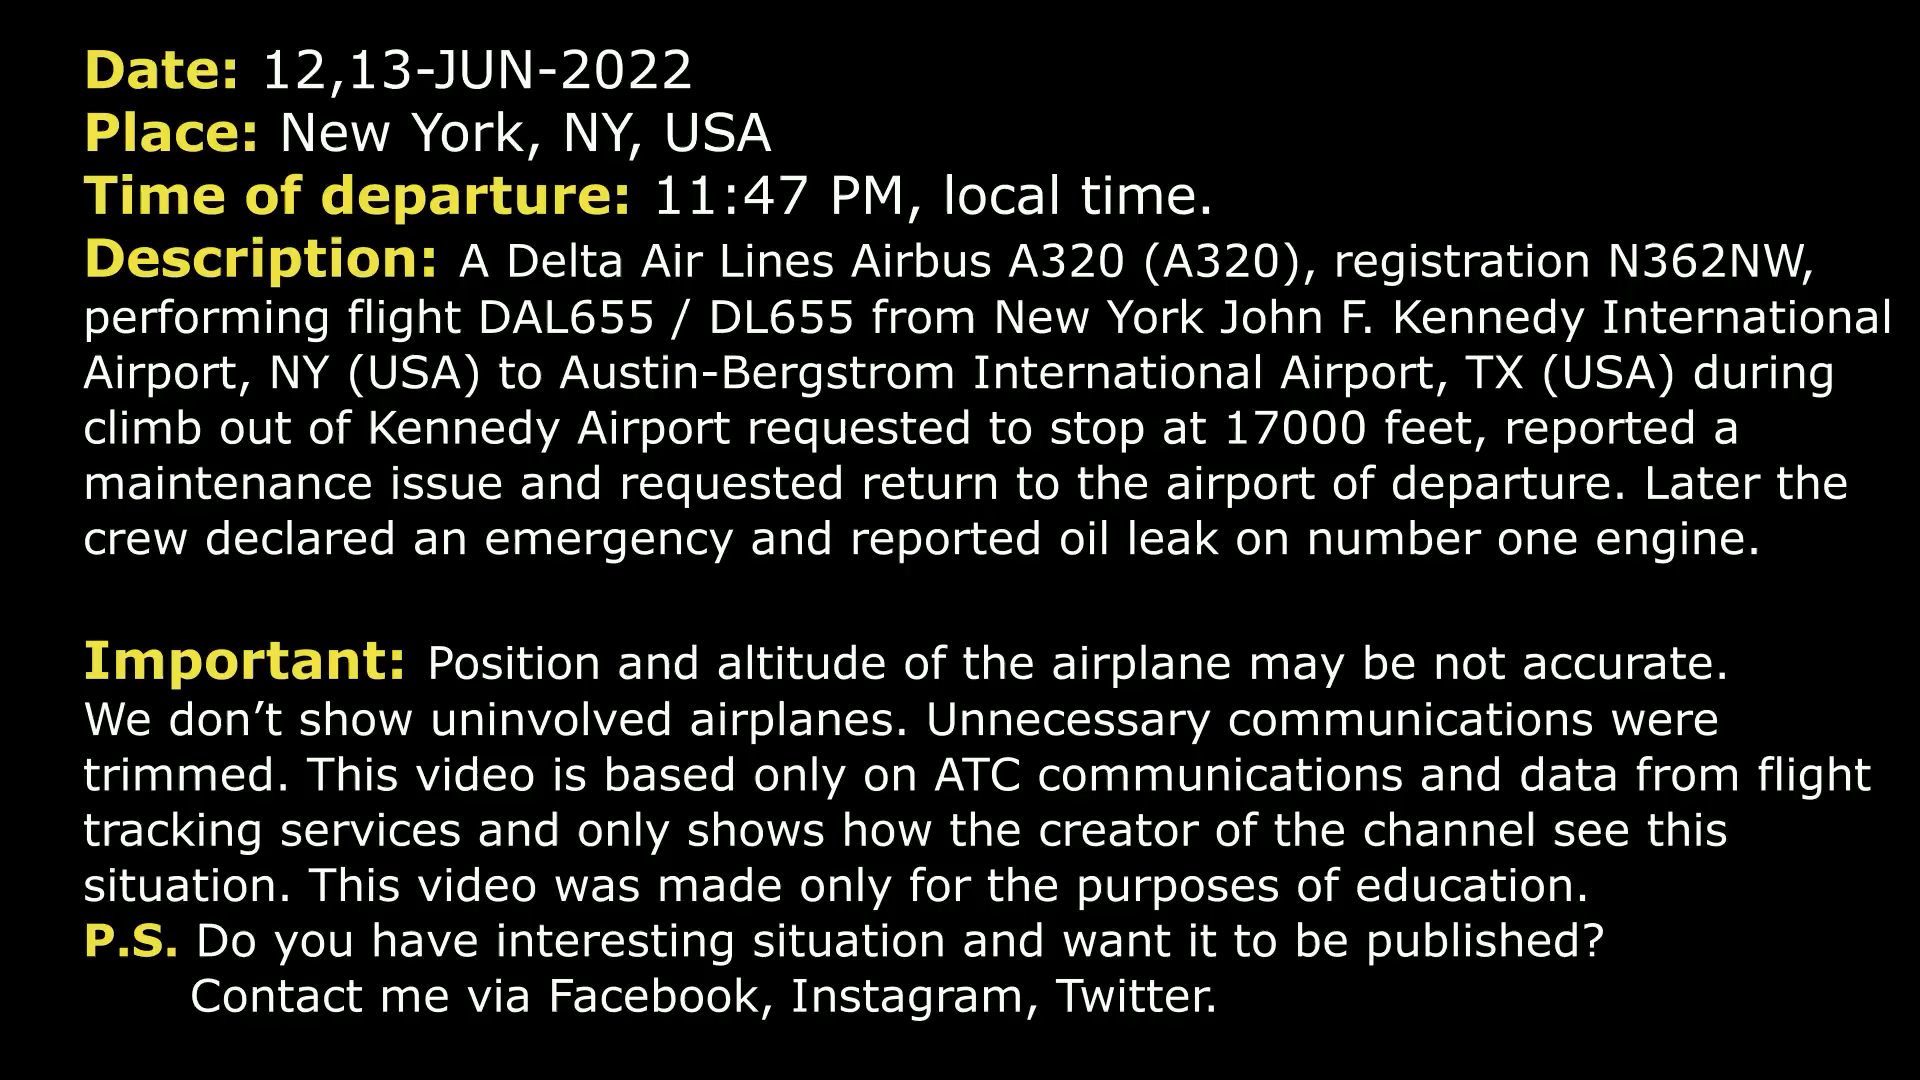 Date: 12,13-JUN-2022
Place: New York, NY, USA
Time of departure: 11:47 PM, local time.
Description: A Delta Air Lines Airbus A320 (A320), registration N362NW,
performing flight DAL655 / DL655 from New York John F. Kennedy International
Airport, NY (USA) to Austin-Bergstrom International Airport, TX (USA) during
climb out of Kennedy Airport requested to stop at 17000 feet, reported a
maintenance issue and requested return to the airport of departure. Later the
crew declared an emergency and reported oil leak on number one engine.
Important: Position and altitude of the airplane may be not accurate.
We don’t show uninvolved airplanes. Unnecessary communications were
trimmed. This video is based only on ATC communications and data from flight
tracking services and only shows how the creator of the channel see this
situation. This video was made only for the purposes of education.
P.S. Do you have interesting situation and want it to be published?
Contact me via Facebook, Instagram, Twitter.